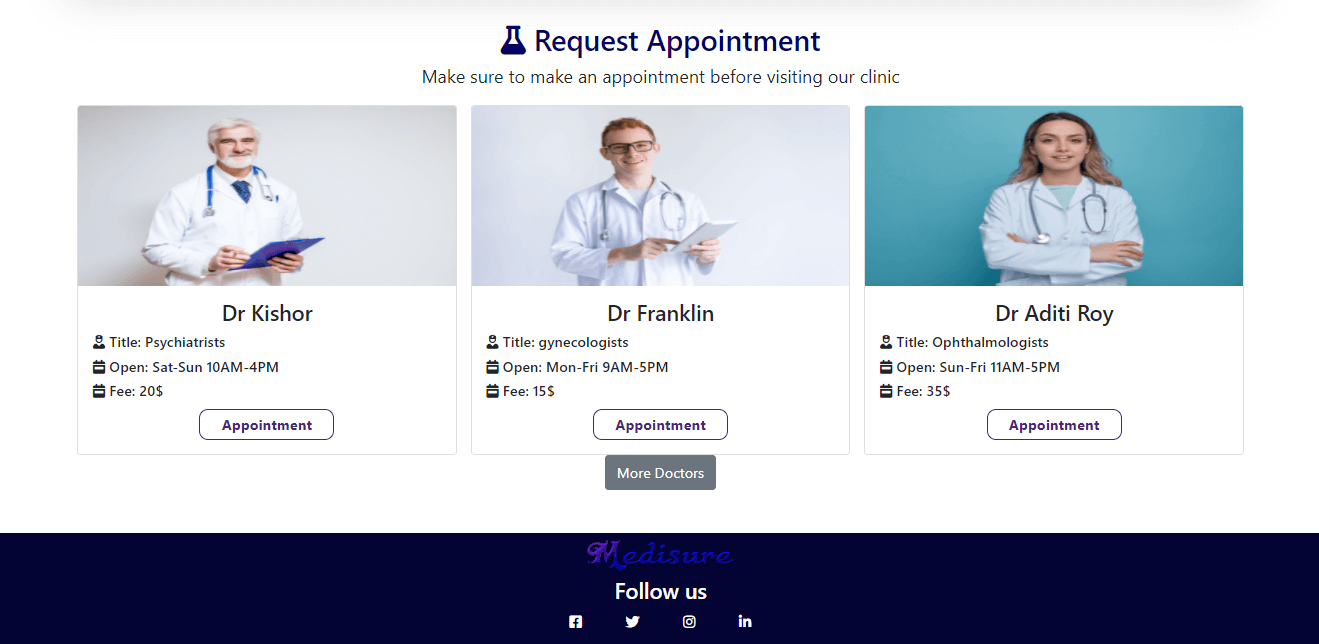 Request Appointment
Make sure to make an appointment before visiting our clinic
Dr Kishor
Title: Psychiatrists
Open: Sat-Sun 10AM-4PM
Fee: 20$
Appointment
Dr Franklin
Title: gynecologists
Open: Mon-Fri 9AM-5PM
Fee: 15$
Appointment
Dr Aditi Roy
Title: Ophthalmologists
Open: Sun-Fri 11AM-5PM
Fee: 35$
Appointment
More Doctors
Medisure
Follow us